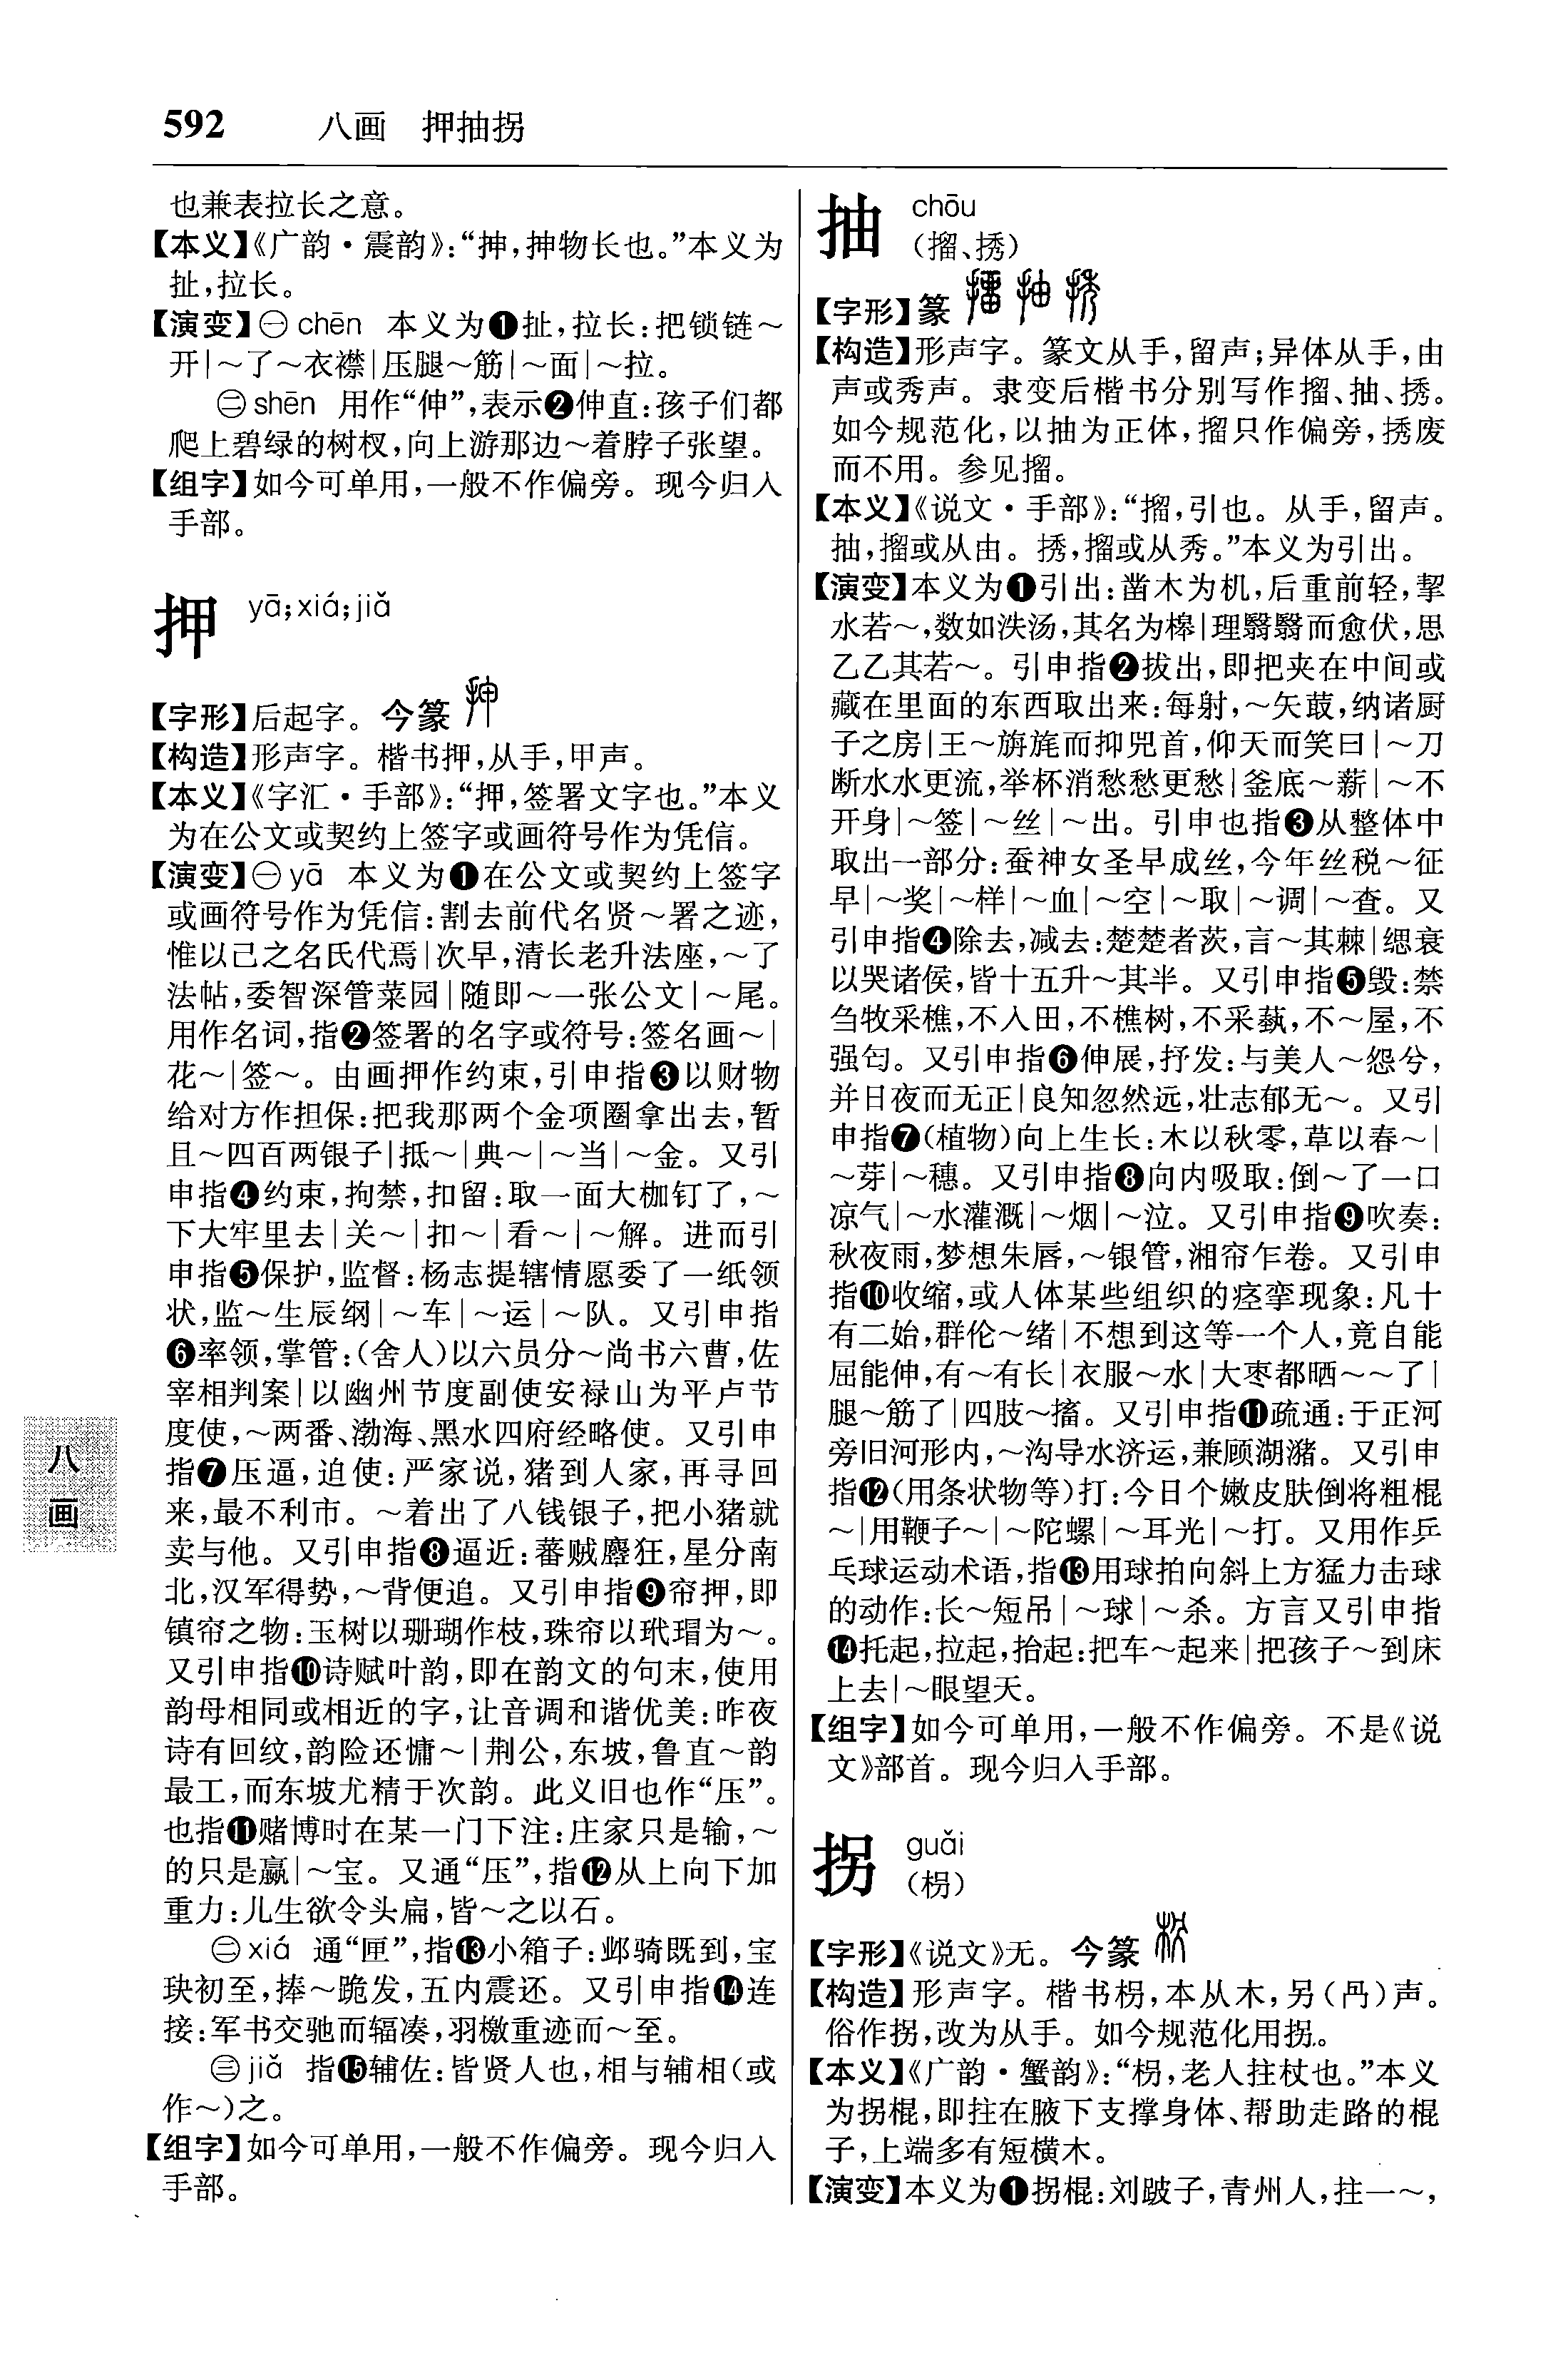 592 八画 押抽拐
也兼表拉长之意。
【本义】《广韵·震韵》：“抻，抻物长也。”本义为
扯，拉长。
【演变】㊀chēn 本义为❶扯，拉长：把锁链～
开|～了～衣襟|压腿～筋|～面|～拉。
㊁shēn 用作“伸”，表示❷伸直：孩子们都
爬上碧绿的树杈，向上游那边～着脖子张望。
【组字】如今可单用，一般不作偏旁。现今归入
手部。
押 yā；xiá；jiǎ
【字形】后起字。今篆
【构造】形声字。楷书押，从手，甲声。
【本义】《字汇·手部》：“押，签署文字也。”本义
为在公文或契约上签字或画符号作为凭信。
【演变】㊀yā 本义为❶在公文或契约上签字
或画符号作为凭信：割去前代名贤～署之迹，
惟以己之名氏代焉|次早，清长老升法座，～了
法帖，委智深管菜园|随即～一张公文|～尾。
用作名词，指❷签署的名字或符号：签名画～|
花～|签～。由画押作约束，引申指❸以财物
给对方作担保：把我那两个金项圈拿出去，暂
且～四百两银子|抵～|典～|～当|～金。又引
申指❹约束，拘禁，扣留：取一面大枷钉了，～
下大牢里去|关～|扣～|看～|～解。进而引
申指❺保护，监督：杨志提辖情愿委了一纸领
状，监～生辰纲|～车|～运|～队。又引申指
❻率领，掌管：（舍人）以六员分～尚书六曹，佐
宰相判案|以幽州节度副使安禄山为平卢节
度使，～两番、渤海、黑水四府经略使。又引申
指❼压逼，迫使：严家说，猪到人家，再寻回
来，最不利市。～着出了八钱银子，把小猪就
卖与他。又引申指❽逼近：蕃贼麐狂，星分南
北，汉军得势，～背便追。又引申指❾帘押，即
镇帘之物：玉树以珊瑚作枝，珠帘以玳瑁为～。
又引申指❿诗赋叶韵，即在韵文的句末，使用
韵母相同或相近的字，让音调和谐优美：昨夜
诗有回纹，韵险还慵～|荆公，东坡，鲁直～韵
最工，而东坡尤精于次韵。此义旧也作“压”。
也指⓫赌博时在某一门下注：庄家只是输，～
的只是赢|～宝。又通“压”，指⓬从上向下加
重力：儿生欲令头扁，皆～之以石。
㊁xiá 通“匣”，指⓭小箱子：邺骑既到，宝
玦初至，捧～跪发，五内震还。又引申指⓮连
接：军书交驰而辐凑，羽檄重迹而～至。
㊂jiǎ 指⓯辅佐：皆贤人也，相与辅相（或
作～）之。
【组字】如今可单用，一般不作偏旁。现今归入
手部。
抽 chōu
（㨨、㧻）
【字形】篆
【构造】形声字。篆文从手，留声；异体从手，由
声或秀声。隶变后楷书分别写作㨨、抽、㧻。
如今规范化，以抽为正体，㨨只作偏旁，㧻废
而不用。参见㨨。
【本义】《说文·手部》：“㨨，引也。从手，留声。
抽，㨨或从由。㧻，㨨或从秀。”本义为引出。
【演变】本义为❶引出：凿木为机，后重前轻，挈
水若～，数如泆汤，其名为槔|理翳翳而愈伏，思
乙乙其若～。引申指❷拔出，即把夹在中间或
藏在里面的东西取出来：每射，～矢菆，纳诸厨
子之房|王～旃旄而抑兕首，仰天而笑曰|～刀
断水水更流，举杯消愁愁更愁|釜底～薪|～不
开身|～签|～丝|～出。引申也指❸从整体中
取出一部分：蚕神女圣早成丝，今年丝税～征
早|～奖|～样|～血|～空|～取|～调|～查。又
引申指❹除去，减去：楚楚者茨，言～其棘|缌衰
以哭诸侯，皆十五升～其半。又引申指❺毁：禁
刍牧采樵，不入田，不樵树，不采蓺，不～屋，不
强匄。又引申指❻伸展，抒发：与美人～怨兮，
并日夜而无正|良知忽然远，壮志郁无～。又引
申指❼（植物）向上生长：木以秋零，草以春～|
～芽|～穗。又引申指❽向内吸取：倒～了一口
凉气|～水灌溉|～烟|～泣。又引申指❾吹奏：
秋夜雨，梦想朱唇，～银管，湘帘乍卷。又引申
指❿收缩，或人体某些组织的痉挛现象：凡十
有二始，群伦～绪|不想到这等一个人，竟自能
屈能伸，有～有长|衣服～水|大枣都晒～～了|
腿～筋了|四肢～搐。又引申指⓫疏通：于正河
旁旧河形内，～沟导水济运，兼顾湖潴。又引申
指⓬（用条状物等）打：今日个嫩皮肤倒将粗棍
～|用鞭子～|～陀螺|～耳光|～打。又用作乒
乓球运动术语，指⓭用球拍向斜上方猛力击球
的动作：长～短吊|～球|～杀。方言又引申指
⓮托起，拉起，抬起：把车～起来|把孩子～到床
上去|～眼望天。
【组字】如今可单用，一般不作偏旁。不是《说
文》部首。现今归入手部。
拐 guǎi
（枴）
【字形】《说文》无。今篆
【构造】形声字。楷书枴，本从木，另（冎）声。
俗作拐，改为从手。如今规范化用拐。
【本义】《广韵·蟹韵》：“枴，老人拄杖也。”本义
为拐棍，即拄在腋下支撑身体、帮助走路的棍
子，上端多有短横木。
【演变】本义为❶拐棍：刘跛子，青州人，拄一～，
八
画